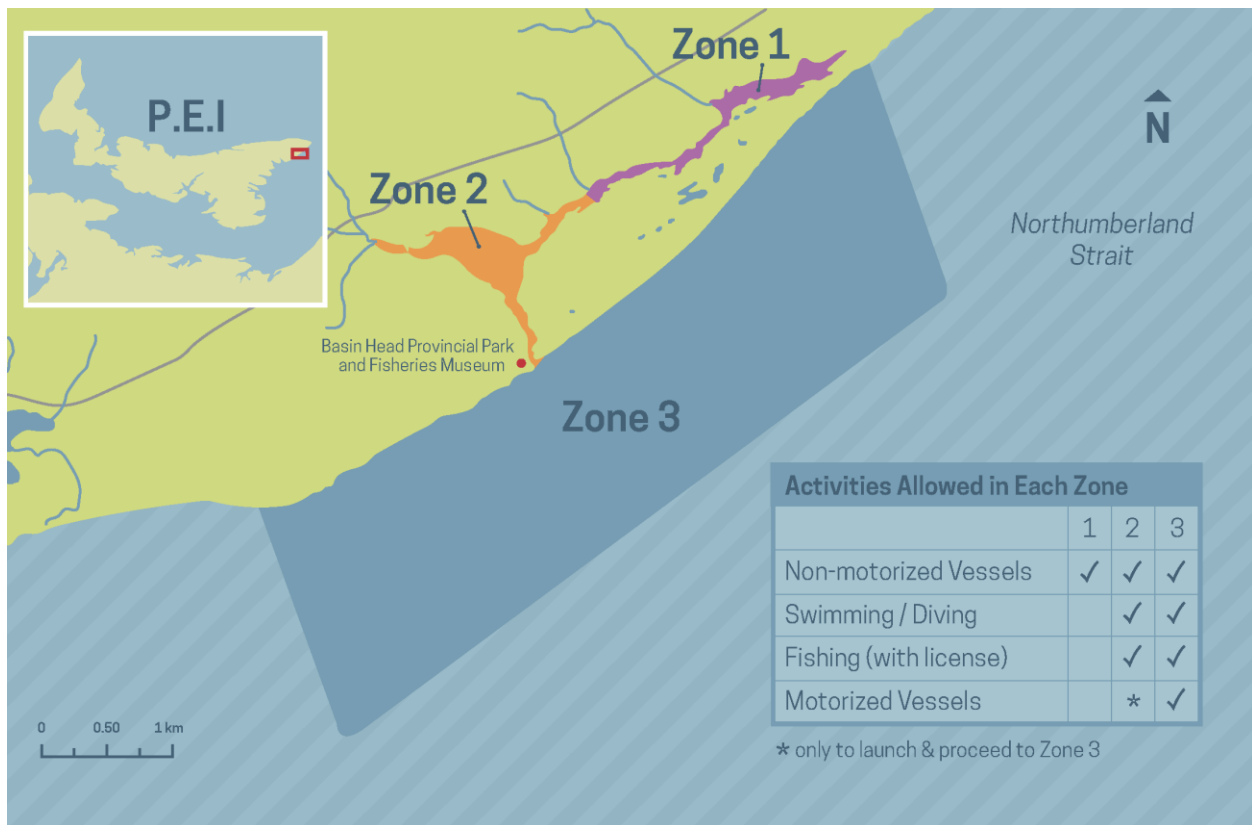 P.E.I
Zone 1
N
Zone 2
Northumberland
Strait
Basin Head Provincial Park
and Fisheries Museum
Zone 3
Activities Allowed in Each Zone
1 2 3
Non-motorized Vessels ✓ ✓ ✓
Swimming / Diving ✓ ✓
Fishing (with license) ✓ ✓
Motorized Vessels * ✓
* only to launch & proceed to Zone 3
0 0.50 1 km